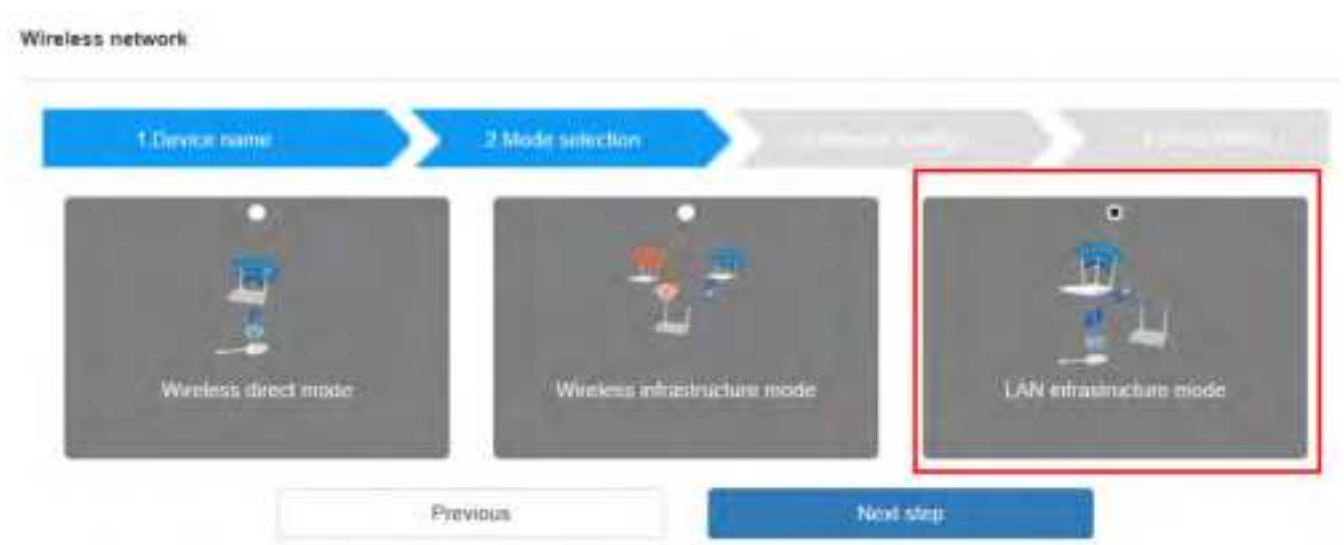 Wireless network
1.Device name
2.Mode selection
Wireless direct mode
Wireless infrastructure mode
LAN infrastructure mode
Previous
Next step